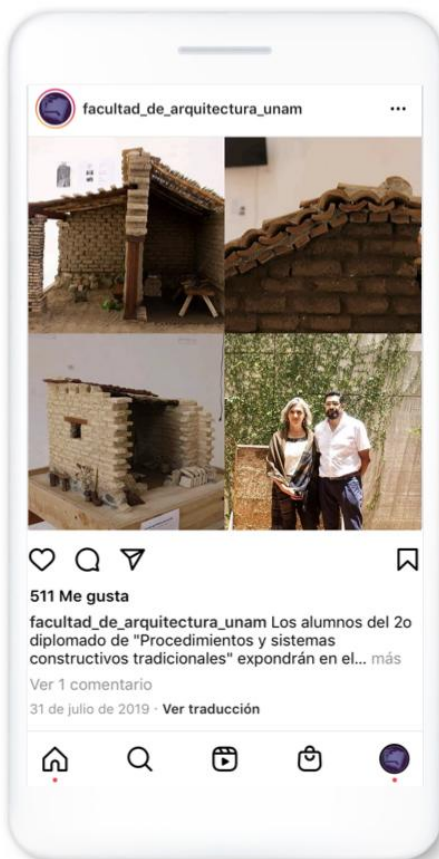 facultad_de_arquitectura_unam
511 Me gusta
facultad_de_arquitectura_unam Los alumnos del 2o
diplomado de "Procedimientos y sistemas
constructivos tradicionales" expondrán en el... más
Ver 1 comentario
31 de julio de 2019 · Ver traducción